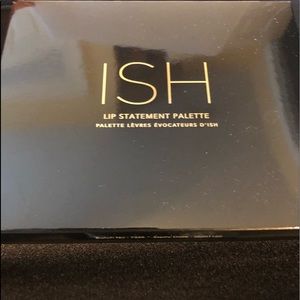 ISH
LIP STATEMENT PALETTE
PALETTE LÈVRES ÉVOCATEURS D'ISH